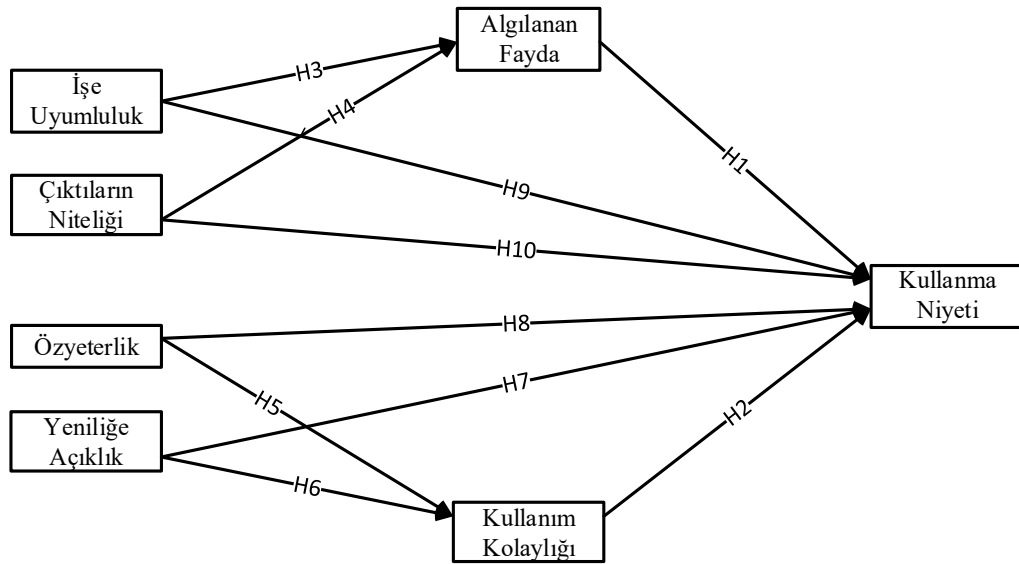 Algılanan
Fayda
İşe
Uyumluluk
H3
H4
H1
Çıktıların
Niteliği
H9
H10
Kullanma
Niyeti
Özyeterlik
H8
H7
H5
H2
Yeniliğe
Açıklık
H6
Kullanım
Kolaylığı